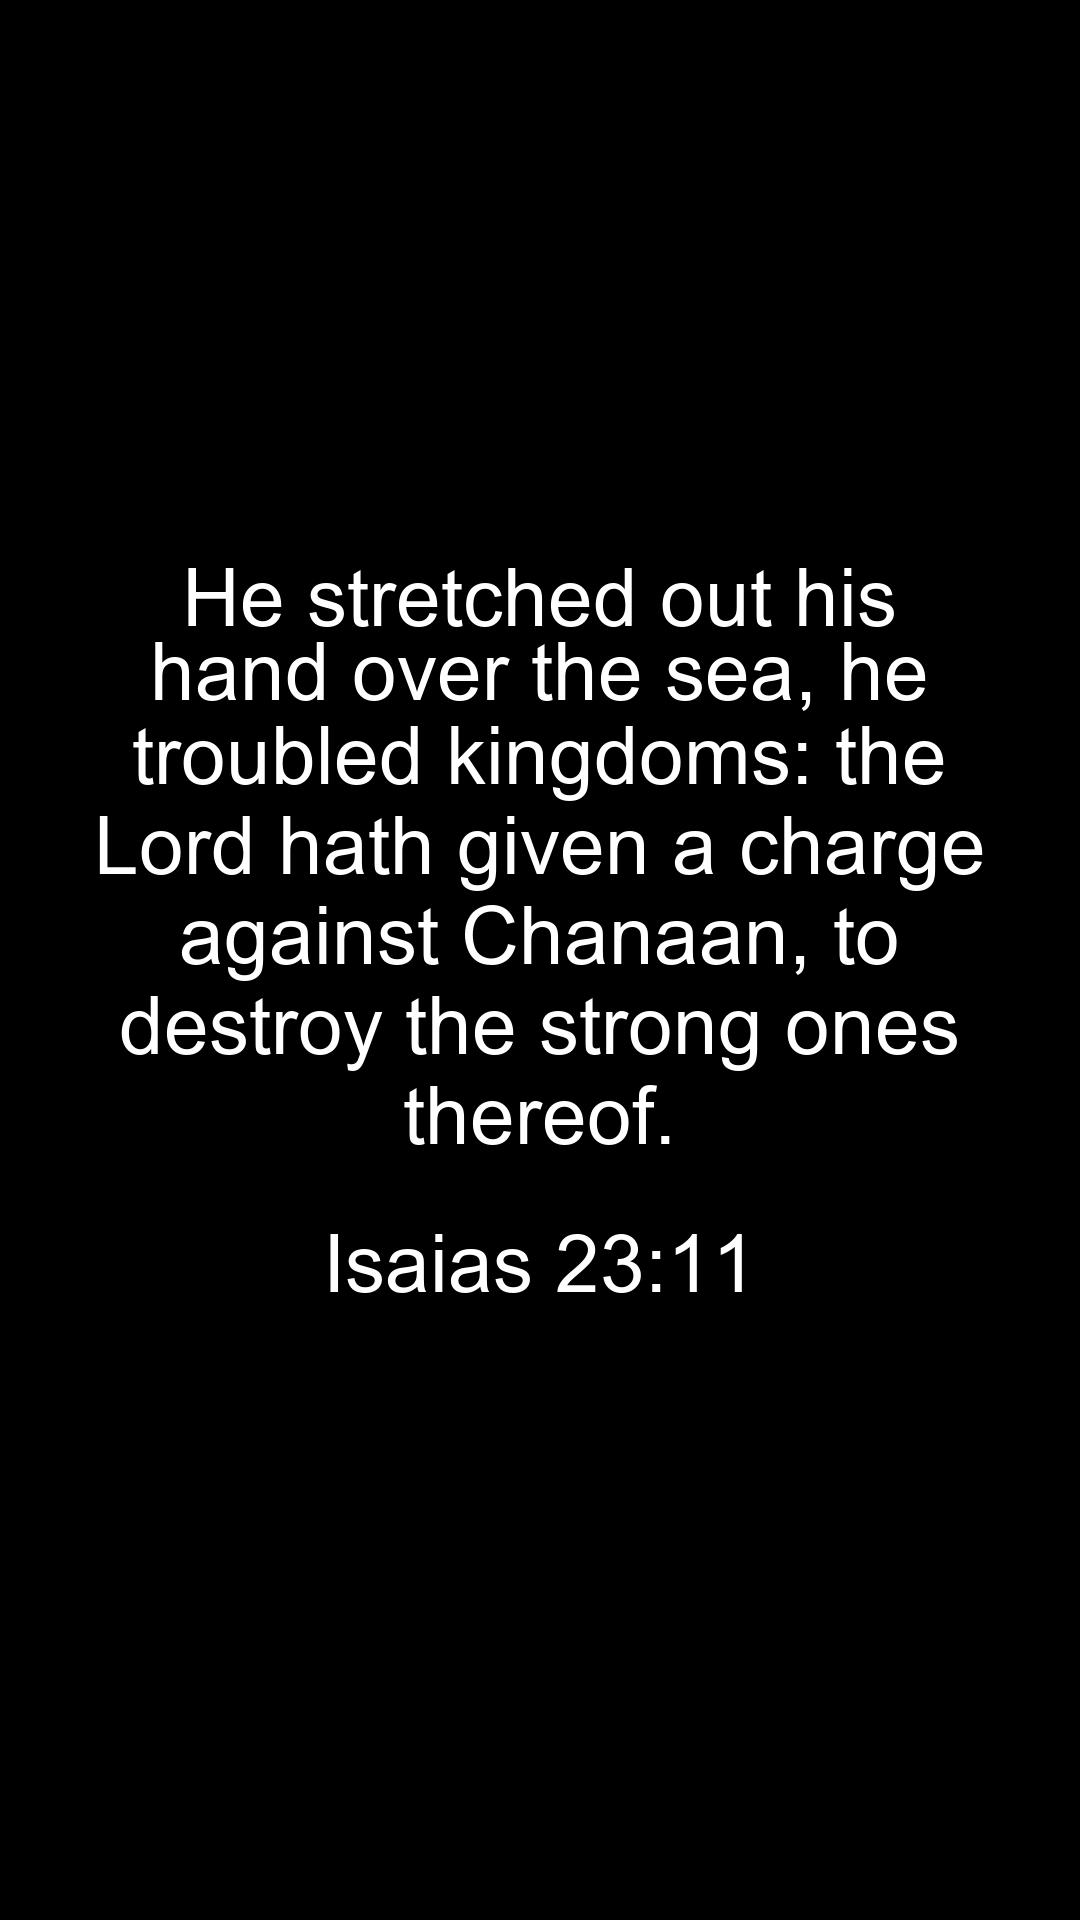 He stretched out his
hand over the sea, he
troubled kingdoms: the
Lord hath given a charge
against Chanaan, to
destroy the strong ones
thereof.
Isaias 23:11